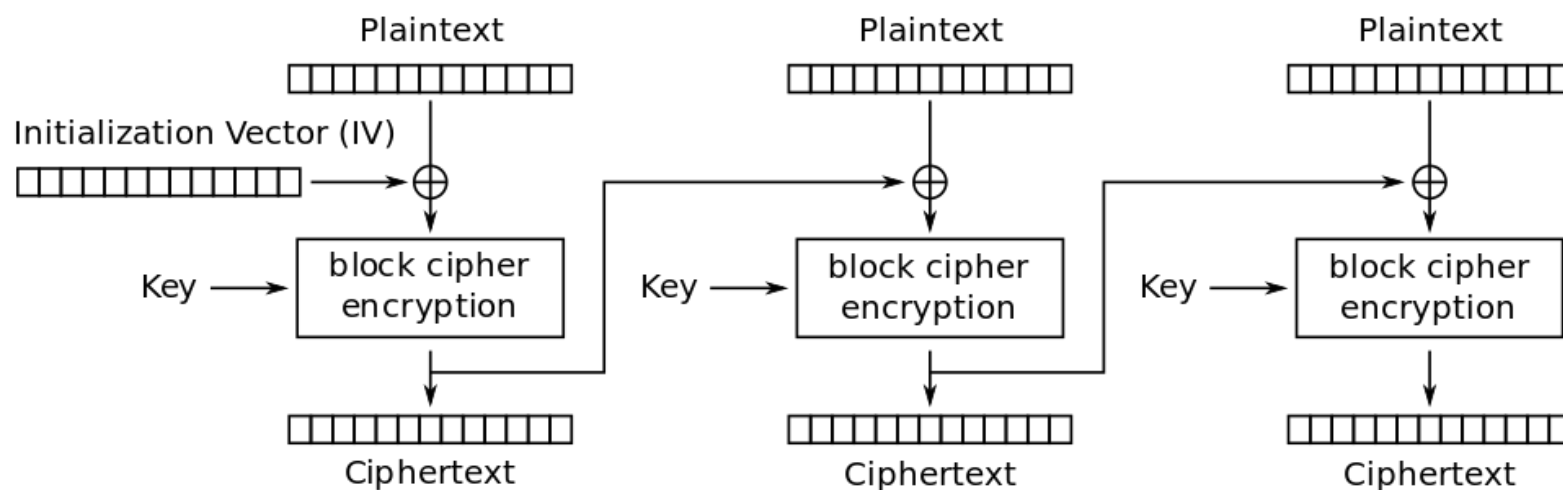 Plaintext
Plaintext
Plaintext
Initialization Vector (IV)
Key
block cipher
encryption
Key
block cipher
encryption
Key
block cipher
encryption
Ciphertext
Ciphertext
Ciphertext